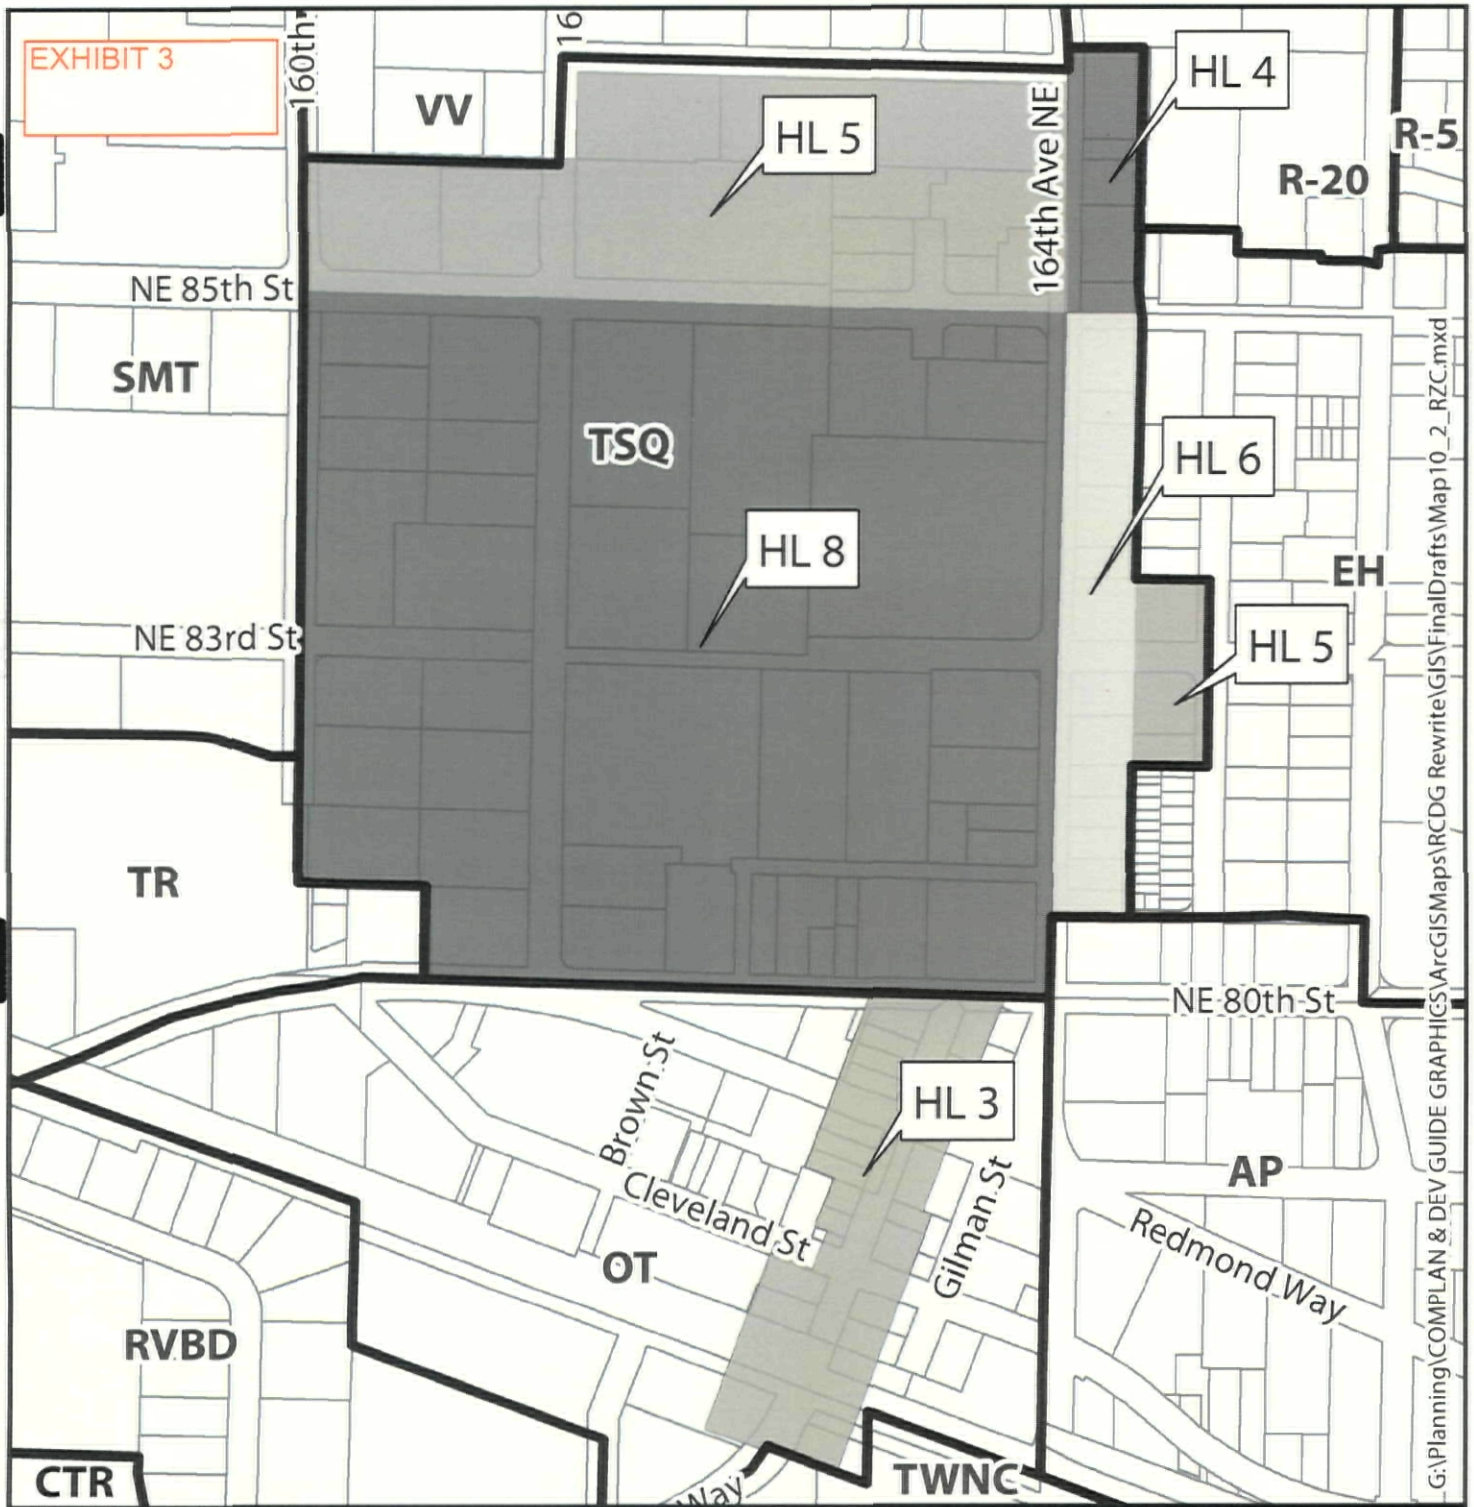 EXHIBIT 3
160th
VV
16
HL 5
164th Ave NE
HL 4
R-20
R-5
NE 85th St
SMT
TSQ
HL 6
HL 8
EH
NE 83rd St
HL 5
TR
NE 80th St
Brown St
HL 3
Cleveland St
Gilman St
AP
Redmond Way
OT
RVBD
CTR
Way
TWNC
G:\Planning\COMPLAN & DEV GUIDE GRAPHICS\ArcGISMaps\RCDG Rewrite\GIS\FinalDrafts\Map10_2_RZC.mxd